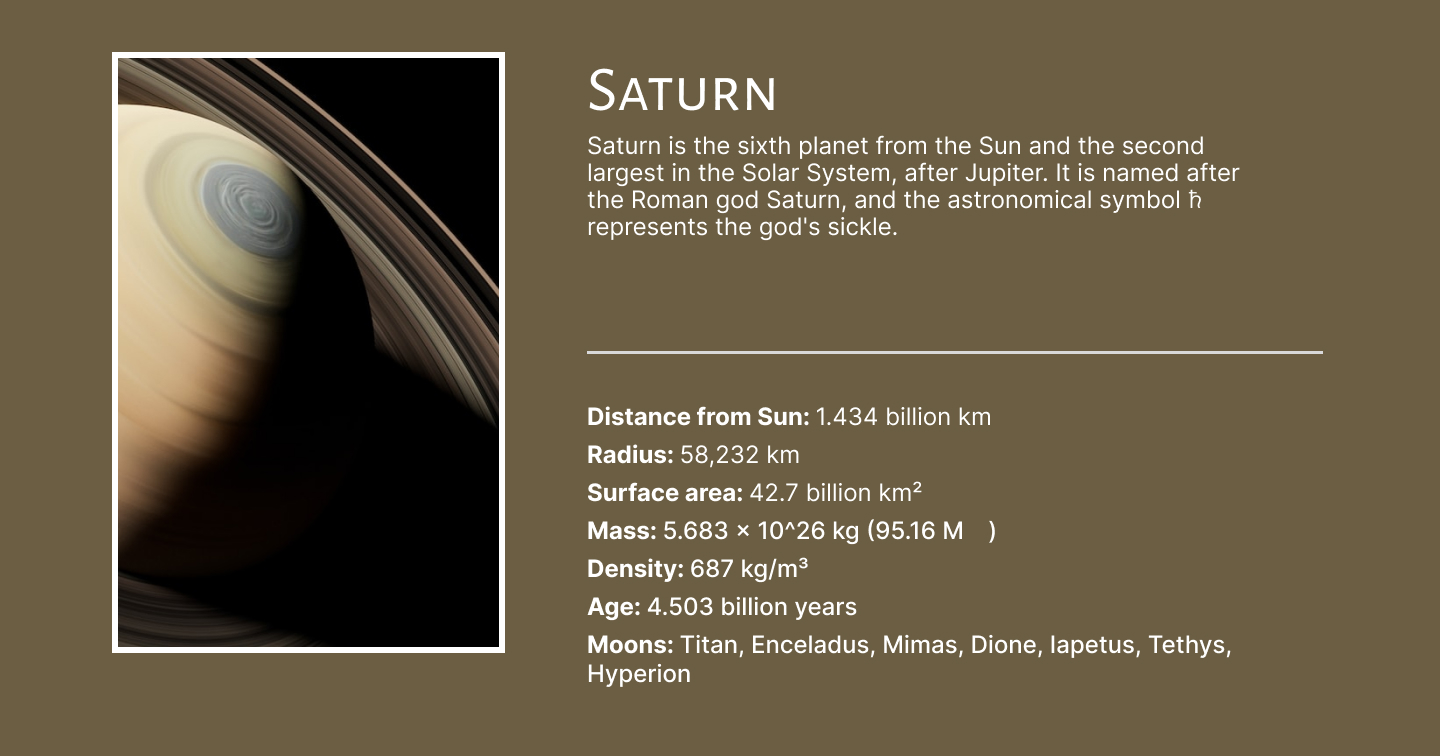 Saturn
Saturn is the sixth planet from the Sun and the second
largest in the Solar System, after Jupiter. It is named after
the Roman god Saturn, and the astronomical symbol ħ
represents the god's sickle.
Distance from Sun: 1.434 billion km
Radius: 58,232 km
Surface area: 42.7 billion km²
Mass: 5.683 × 10^26 kg (95.16 M    )
Density: 687 kg/m³
Age: 4.503 billion years
Moons: Titan, Enceladus, Mimas, Dione, Iapetus, Tethys,
Hyperion